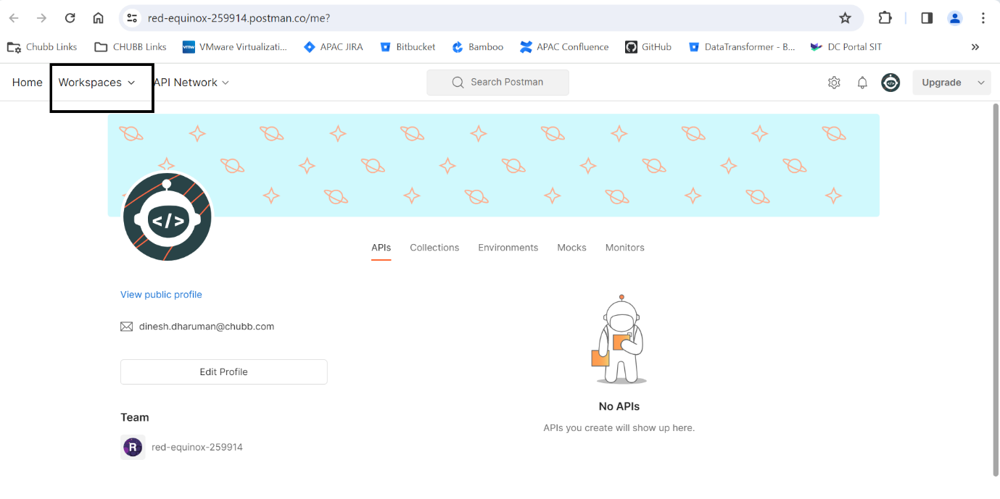 red-equinox-259914.postman.co/me?
Chubb Links CHUBB Links vmw VMware Virtualizati... APAC JIRA Bitbucket Bamboo APAC Confluence GitHub DataTransformer - B... DC Portal SIT »
Home Workspaces API Network Search Postman </> Upgrade
</>
APIs Collections Environments Mocks Monitors
View public profile
dinesh.dharuman@chubb.com
Edit Profile
No APIs
Team
APIs you create will show up here.
R red-equinox-259914